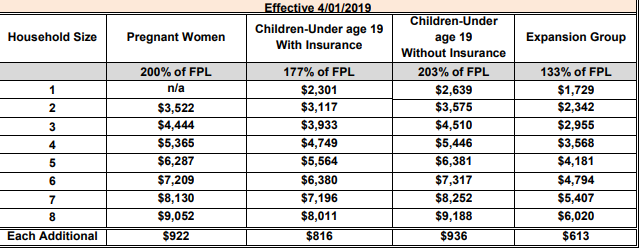 Effective 4/01/2019
Household Size Pregnant Women Children-Under age 19 With Insurance Children-Under age 19 Without Insurance Expansion Group
200% of FPL 177% of FPL 203% of FPL 133% of FPL
1 n/a $2,301 $2,639 $1,729
2 $3,522 $3,117 $3,575 $2,342
3 $4,444 $3,933 $4,510 $2,955
4 $5,365 $4,749 $5,446 $3,568
5 $6,287 $5,564 $6,381 $4,181
6 $7,209 $6,380 $7,317 $4,794
7 $8,130 $7,196 $8,252 $5,407
8 $9,052 $8,011 $9,188 $6,020
Each Additional $922 $816 $936 $613